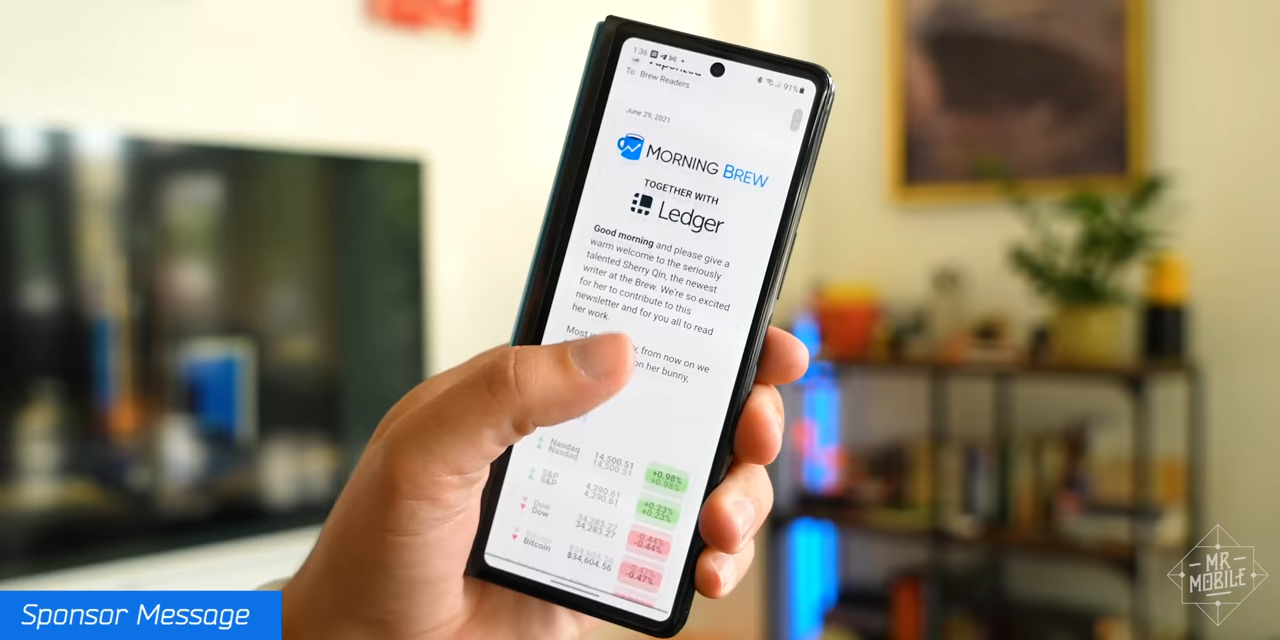 1:36
91%
To Brew Readers
June 29, 2021
MORNING BREW
TOGETHER WITH
Ledger
Good morning and please give a
warm welcome to the seriously
talented Sherry Qin, the newest
writer at the Brew. We're so excited
for her to contribute to this
newsletter and for you all to read
her work.
Most
, from now on we
on her bunny,
Nasdaq 14,500.51 +0.98%
S&P 4,290.61 +0.23%
Dow 34,283.27 -0.44%
Bitcoin $34,604.56 -0.47%
Sponsor Message
MR
MOBILE